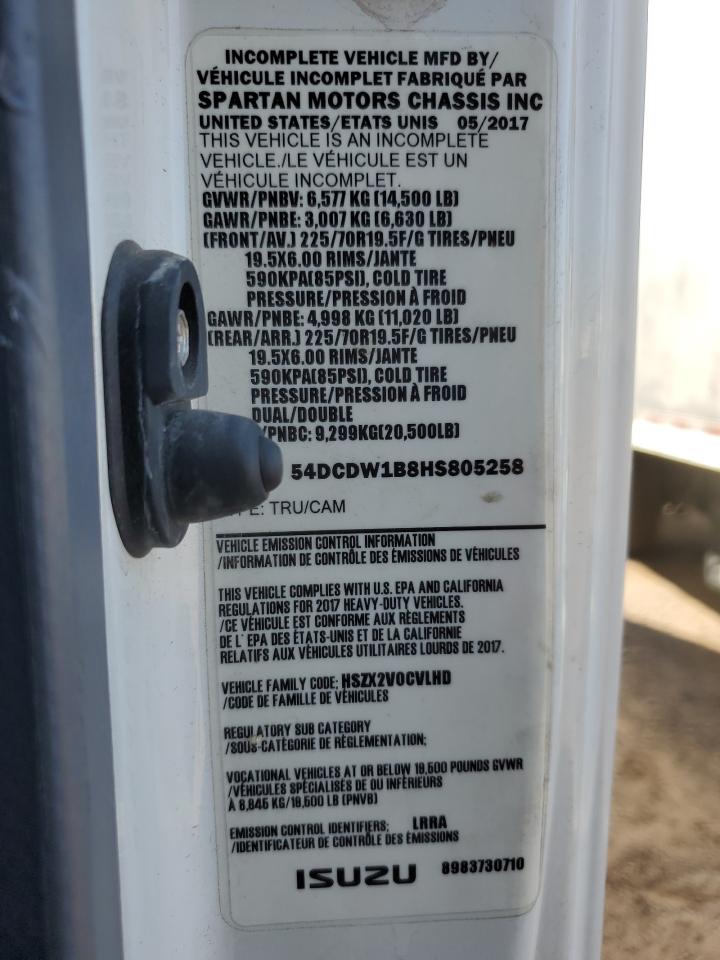 INCOMPLETE VEHICLE MFD BY/
VÉHICULE INCOMPLET FABRIQUÉ PAR
SPARTAN MOTORS CHASSIS INC
UNITED STATES/ETATS UNIS 05/2017
THIS VEHICLE IS AN INCOMPLETE
VEHICLE./LE VÉHICULE EST UN
VÉHICULE INCOMPLET.
GVWR/PNBV: 6,577 KG (14,500 LB)
GAWR/PNBE: 3,007 KG (6,630 LB)
(FRONT/AV.) 225/70R19.5F/G TIRES/PNEU
19.5X6.00 RIMS/JANTE
590KPA(85PSI), COLD TIRE
PRESSURE/PRESSION À FROID
GAWR/PNBE: 4,998 KG (11,020 LB)
(REAR/ARR.) 225/70R19.5F/G TIRES/PNEU
19.5X6.00 RIMS/JANTE
590KPA(85PSI), COLD TIRE
PRESSURE/PRESSION À FROID
DUAL/DOUBLE
/PNBC: 9,299KG(20,500LB)
54DCDW1B8HS805258
: TRU/CAM
VEHICLE EMISSION CONTROL INFORMATION
/INFORMATION DE CONTRÔLE DES ÉMISSIONS DE VÉHICULES
THIS VEHICLE COMPLIES WITH U.S. EPA AND CALIFORNIA
REGULATIONS FOR 2017 HEAVY-DUTY VEHICLES.
/CE VÉHICULE EST CONFORME AUX RÈGLEMENTS
DE L' EPA DES ÉTATS-UNIS ET DE LA CALIFORNIE
RELATIFS AUX VÉHICULES UTILITAIRES LOURDS DE 2017.
VEHICLE FAMILY CODE: HSZX2VOCVLHD
/CODE DE FAMILLE DE VÉHICULES
REGULATORY SUB CATEGORY
/SOUS-CATÉGORIE DE RÈGLEMENTATION;
VOCATIONAL VEHICLES AT OR BELOW 19,500 POUNDS GVWR
/VÉHICULES SPÉCIALISÉS DE OU INFÉRIEURS
À 8,845 KG/19,500 LB (PNVB)
EMISSION CONTROL IDENTIFIERS; LRRA
/IDENTIFICATEUR DE CONTRÔLE DES ÉMISSIONS
ISUZU 8983730710